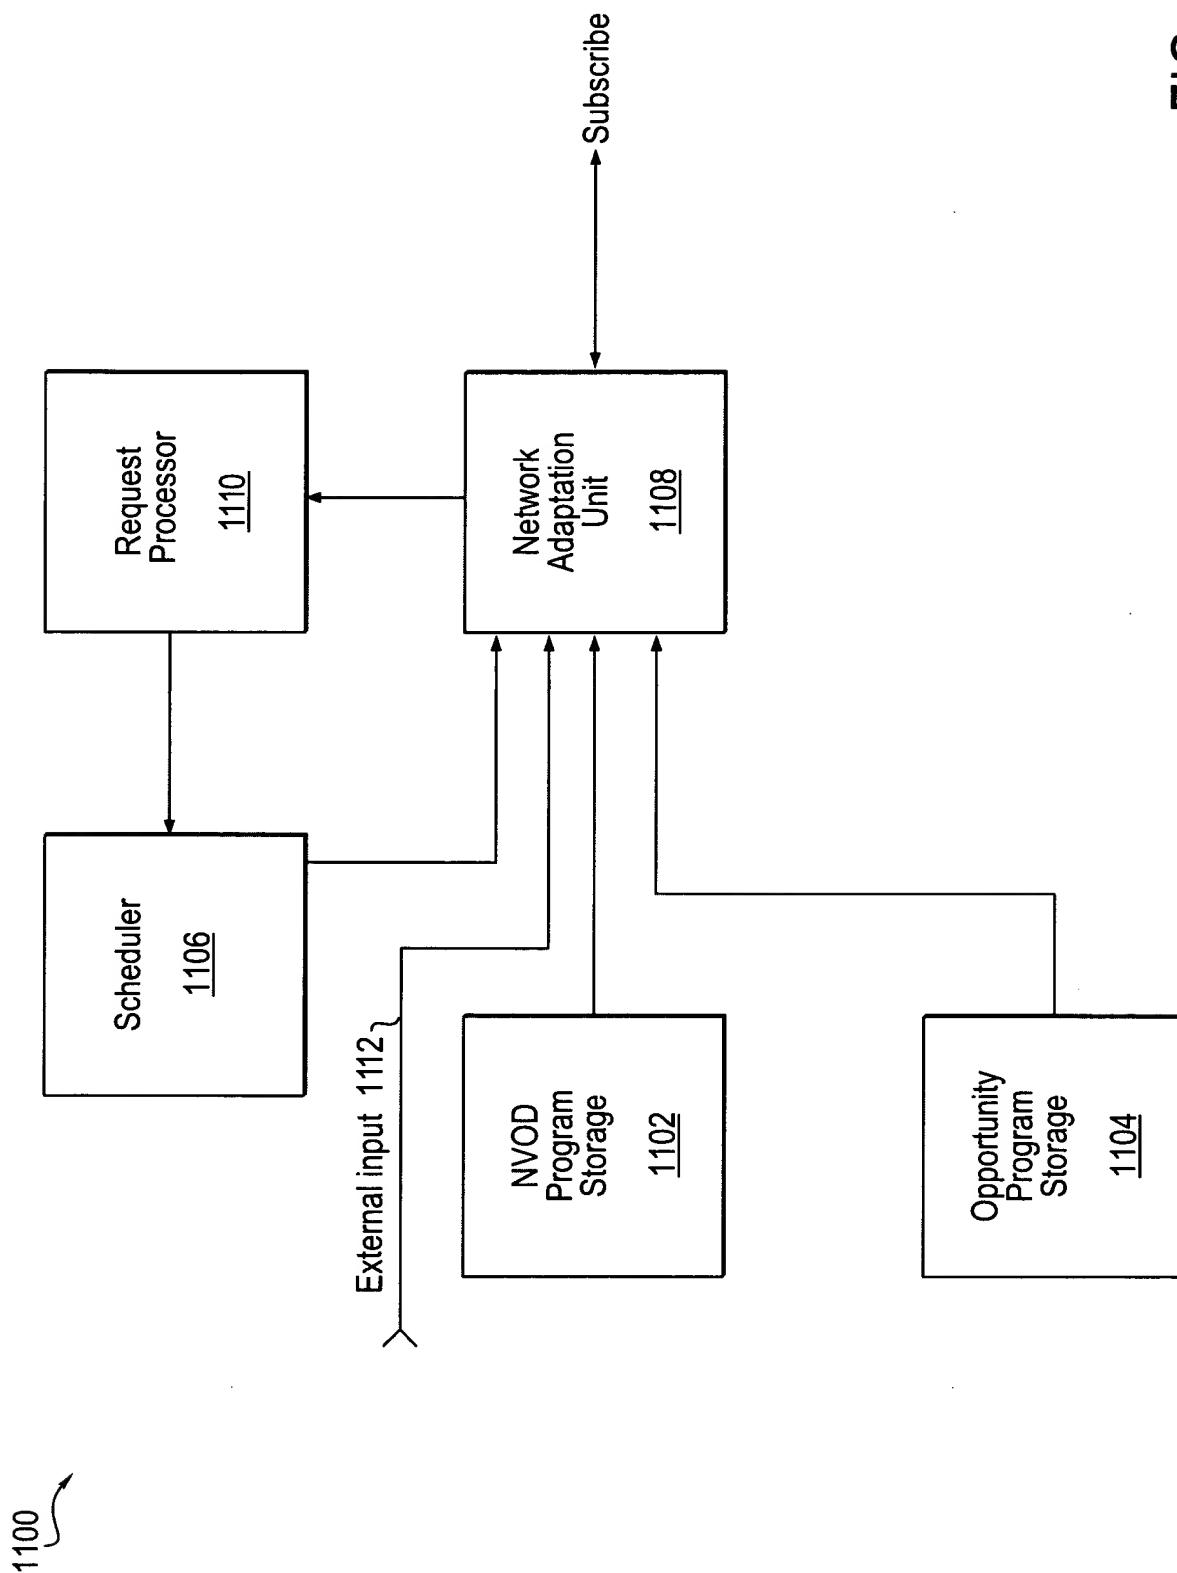 1100
Scheduler
1106
Request
Processor
1110
External input 1112
NVOD
Program
Storage
1102
Network
Adaptation
Unit
1108
Subscribe
Opportunity
Program
Storage
1104